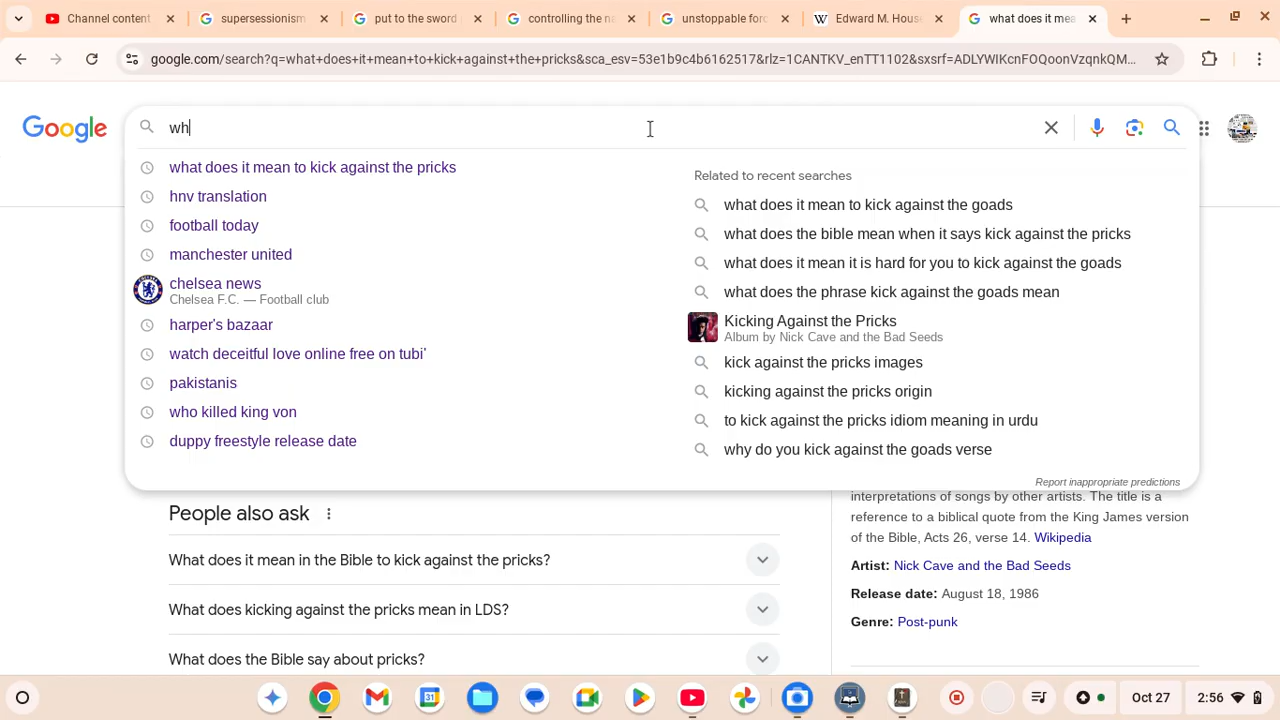 Channel content
supersessionism
put to the sword
controlling the n
unstoppable for
Edward M. Hous
what does it mea
google.com/search?q=what+does+it+mean+to+kick+against+the+pricks&sca_esv=53e1b9c4b6162517&rlz=1CANTKV_enTT1102&sxsrf=ADLYWIKcnFOQoonVzqnkQM...
Google
wh
what does it mean to kick against the pricks
hnv translation
football today
manchester united
chelsea news
Chelsea F.C. — Football club
harper's bazaar
watch deceitful love online free on tubi'
pakistanis
who killed king von
duppy freestyle release date
Related to recent searches
what does it mean to kick against the goads
what does the bible mean when it says kick against the pricks
what does it mean it is hard for you to kick against the goads
what does the phrase kick against the goads mean
Kicking Against the Pricks
Album by Nick Cave and the Bad Seeds
kick against the pricks images
kicking against the pricks origin
to kick against the pricks idiom meaning in urdu
why do you kick against the goads verse
Report inappropriate predictions
People also ask
What does it mean in the Bible to kick against the pricks?
What does kicking against the pricks mean in LDS?
What does the Bible say about pricks?
interpretations of songs by other artists. The title is a
reference to a biblical quote from the King James version
of the Bible, Acts 26, verse 14. Wikipedia
Artist: Nick Cave and the Bad Seeds
Release date: August 18, 1986
Genre: Post-punk
Oct 27
2:56